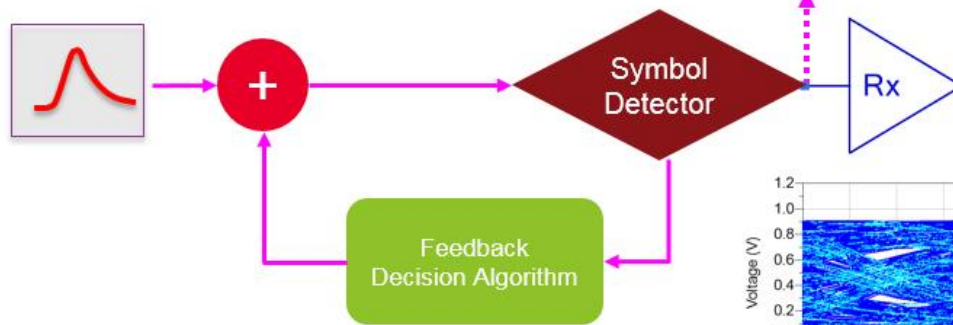 +
Symbol
Detector
Rx
Feedback
Decision Algorithm
1.2
1.0
0.8
0.6
0.4
0.2
Voltage (V)